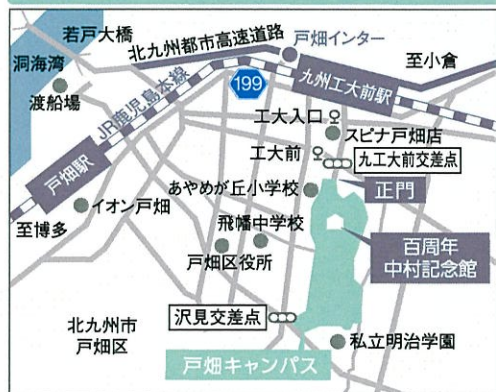 若戸大橋
北九州都市高速道路
戸畑インター
洞海湾
渡船場
JR鹿児島本線
199
九州工大前駅
至小倉
工大入口
スピナ戸畑店
工大前
九工大前交差点
戸畑駅
あやめが丘小学校
正門
イオン戸畑
至博多
飛幡中学校
戸畑区役所
百周年
中村記念館
沢見交差点
北九州市
戸畑区
私立明治学園
戸畑キャンパス